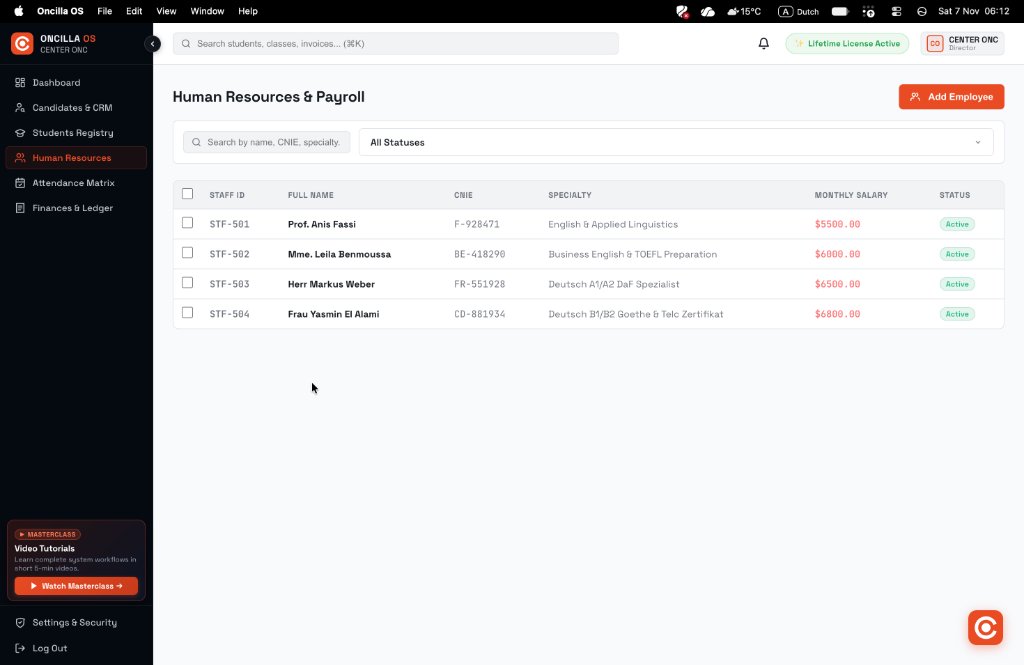 Oncilla OS File Edit View Window Help
15°C A Dutch Sat 7 Nov 06:12
ONCILLA OS
CENTER ONC
Search students, classes, invoices... (⌘K)
✨ Lifetime License Active
CO
CENTER ONC
Director
Dashboard
Candidates & CRM
Students Registry
Human Resources
Attendance Matrix
Finances & Ledger
Human Resources & Payroll
Add Employee
Search by name, CNIE, specialty.
All Statuses
STAFF ID FULL NAME CNIE SPECIALTY MONTHLY SALARY STATUS
STF-501 Prof. Anis Fassi F-928471 English & Applied Linguistics $5500.00 Active
STF-502 Mme. Leila Benmoussa BE-418290 Business English & TOEFL Preparation $6000.00 Active
STF-503 Herr Markus Weber FR-551928 Deutsch A1/A2 DaF Spezialist $6500.00 Active
STF-504 Frau Yasmin El Alami CD-881934 Deutsch B1/B2 Goethe & Telc Zertifikat $6800.00 Active
▶ MASTERCLASS
Video Tutorials
Learn complete system workflows in
short 5-min videos.
▶ Watch Masterclass →
Settings & Security
Log Out